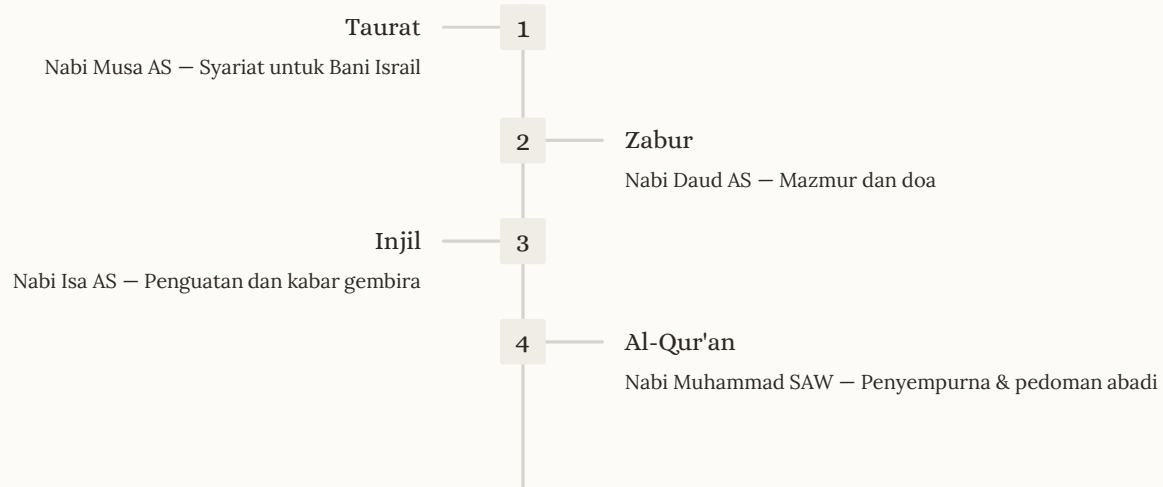 Taurat
1
Nabi Musa AS — Syariat untuk Bani Israil
2
Zabur
Nabi Daud AS — Mazmur dan doa
Injil
3
Nabi Isa AS — Penguatan dan kabar gembira
4
Al-Qur'an
Nabi Muhammad SAW — Penyempurna & pedoman abadi